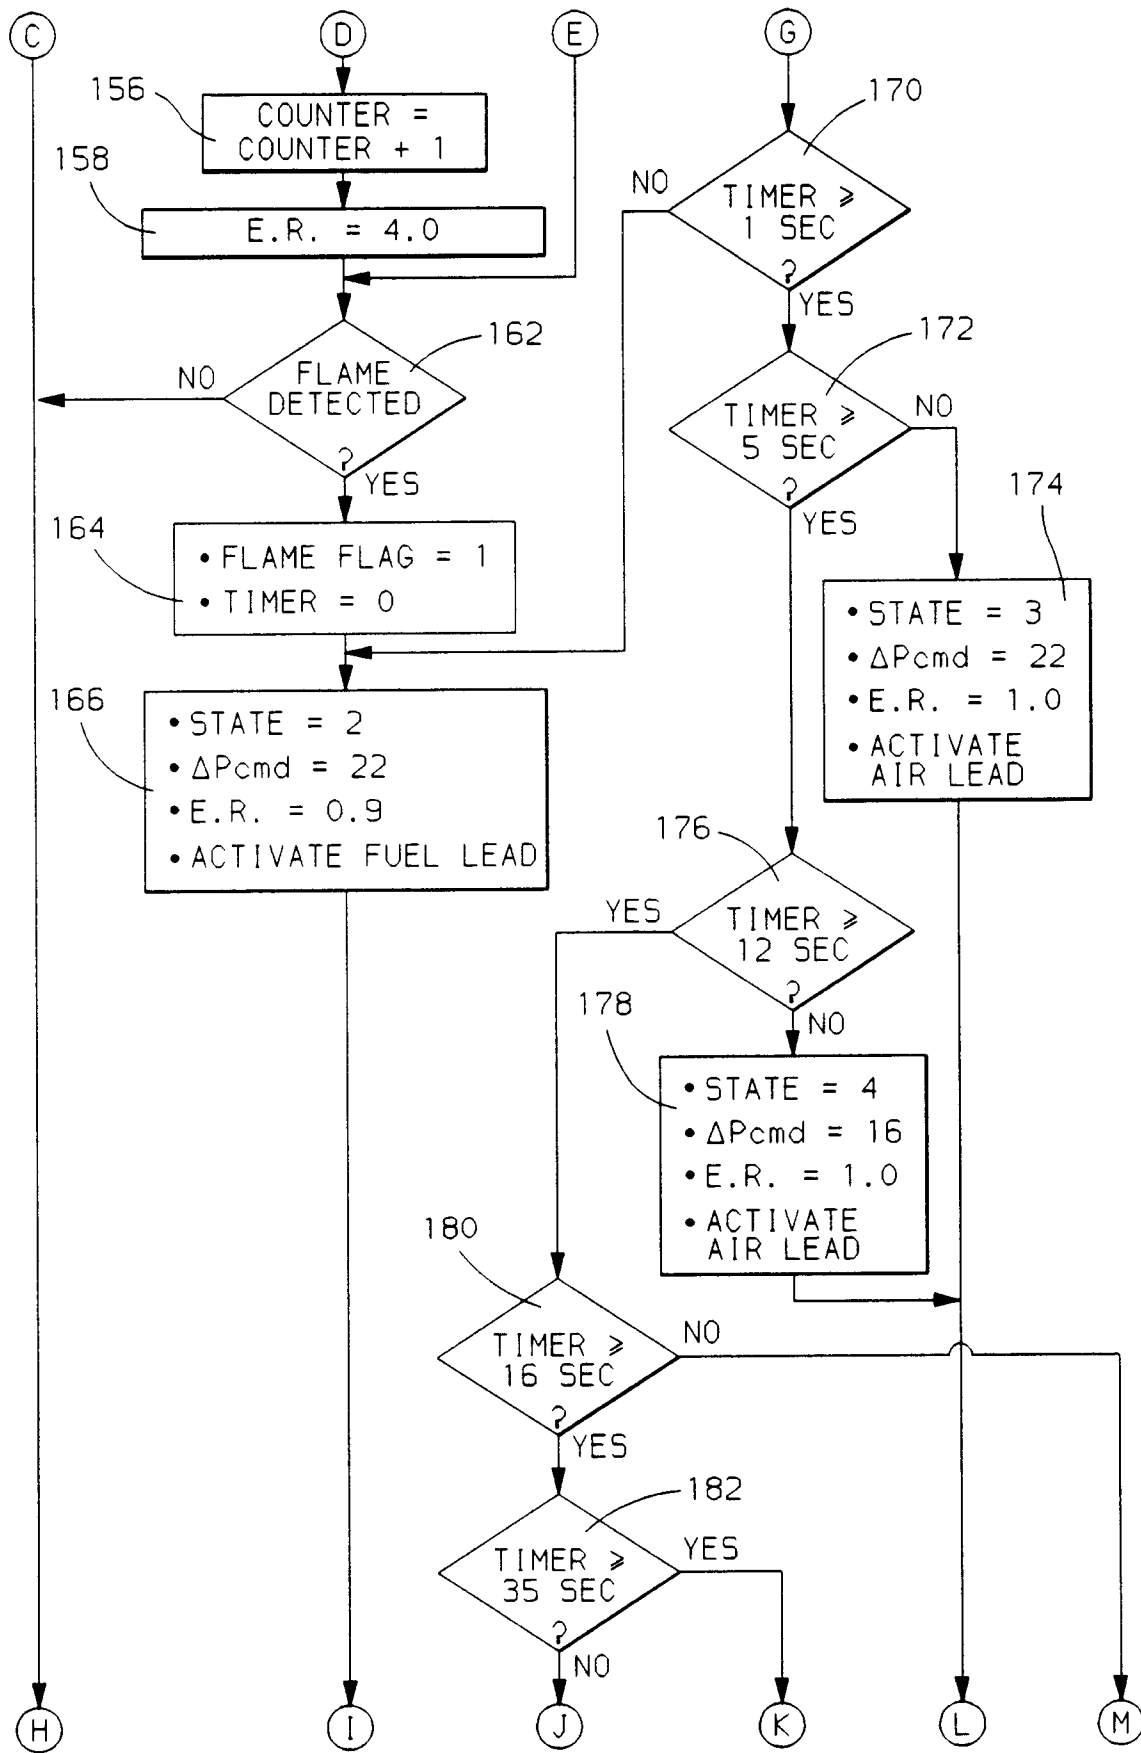 C
D
E
G
156
COUNTER =
COUNTER + 1
158
E.R. = 4.0
162
FLAME
DETECTED
?
NO
YES
164
• FLAME FLAG = 1
• TIMER = 0
166
• STATE = 2
• ΔPcmd = 22
• E.R. = 0.9
• ACTIVATE FUEL LEAD
170
TIMER ⩾
1 SEC
?
NO
YES
172
TIMER ⩾
5 SEC
?
NO
YES
174
• STATE = 3
• ΔPcmd = 22
• E.R. = 1.0
• ACTIVATE
AIR LEAD
176
TIMER ⩾
12 SEC
?
YES
NO
178
• STATE = 4
• ΔPcmd = 16
• E.R. = 1.0
• ACTIVATE
AIR LEAD
180
TIMER ⩾
16 SEC
?
NO
YES
182
TIMER ⩾
35 SEC
?
YES
NO
H
I
J
K
L
M